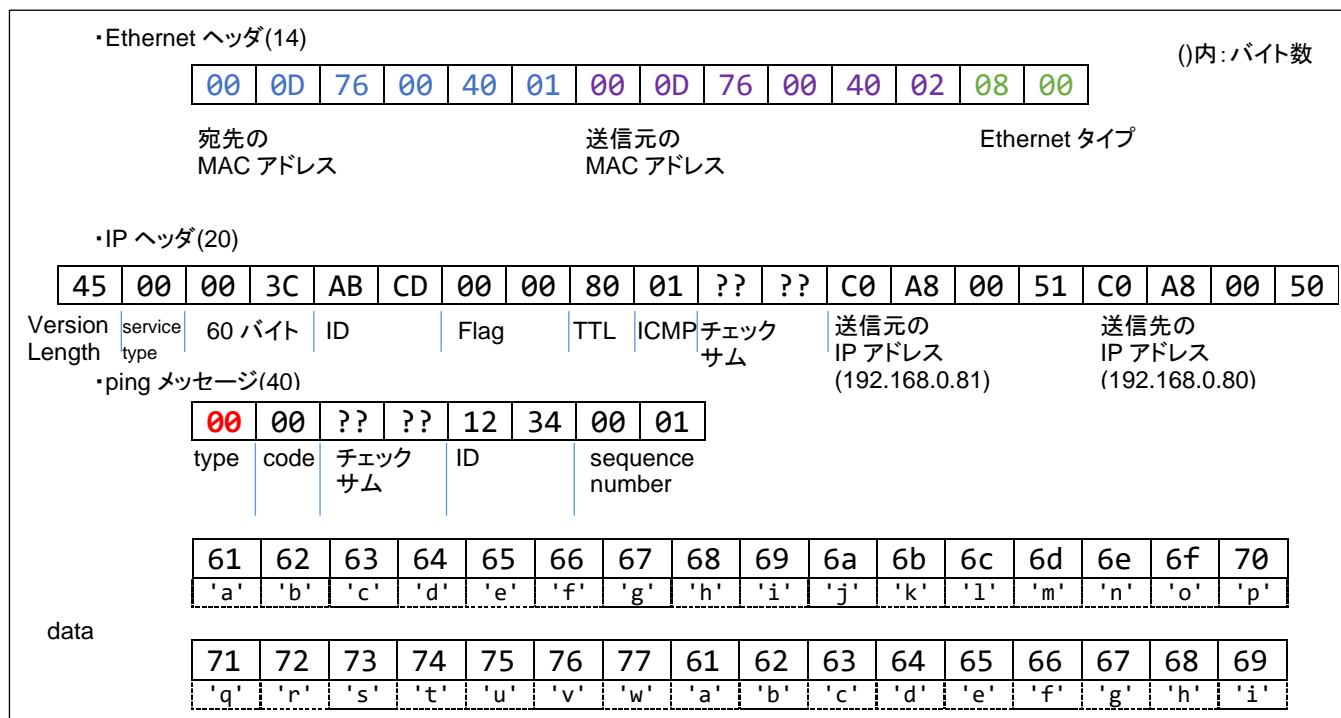 ・Ethernet ヘッダ(14)
()内：バイト数
00 0D 76 00 40 01 00 0D 76 00 40 02 08 00
宛先の
MAC アドレス
送信元の
MAC アドレス
Ethernet タイプ
・IP ヘッダ(20)
45 00 00 3C AB CD 00 00 80 01 ?? ?? C0 A8 00 51 C0 A8 00 50
Version
Length
service
type
60 バイト
ID
Flag
TTL
ICMP
チェック
サム
送信元の
IP アドレス
(192.168.0.81)
送信先の
IP アドレス
(192.168.0.80)
・ping メッセージ(40)
00 00 ?? ?? 12 34 00 01
type
code
チェック
サム
ID
sequence
number
61 62 63 64 65 66 67 68 69 6a 6b 6c 6d 6e 6f 70
'a' 'b' 'c' 'd' 'e' 'f' 'g' 'h' 'i' 'j' 'k' 'l' 'm' 'n' 'o' 'p'
data
71 72 73 74 75 76 77 61 62 63 64 65 66 67 68 69
'q' 'r' 's' 't' 'u' 'v' 'w' 'a' 'b' 'c' 'd' 'e' 'f' 'g' 'h' 'i'